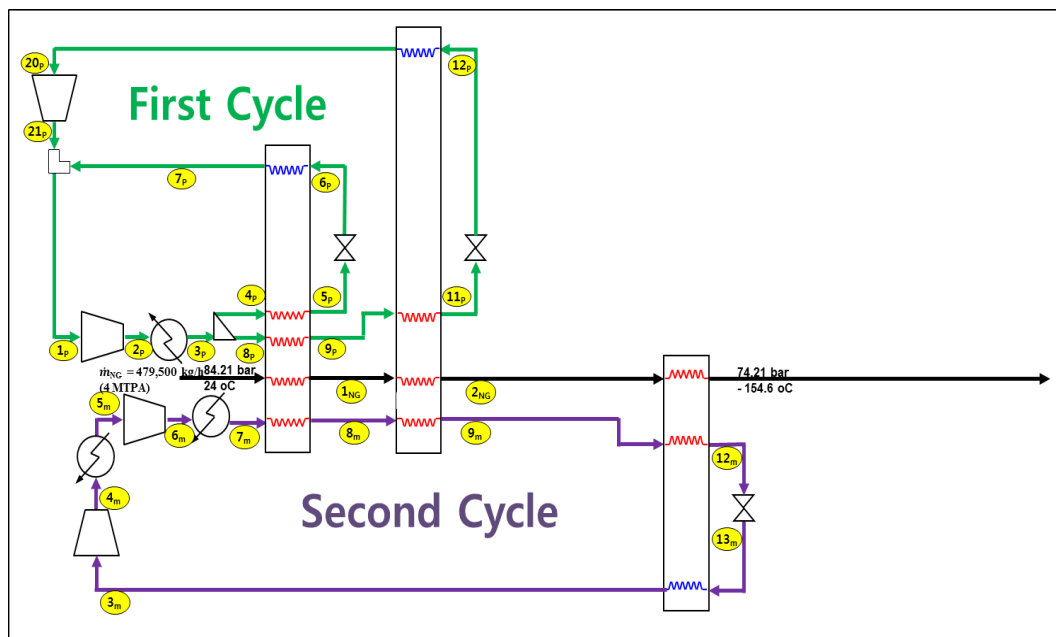 20P
12P
First Cycle
21P
7P
6P
4P
5P
11P
1P
2P
3P
8P
9P
ṁNG = 479,500 kg/h
(4 MTPA)
84.21 bar
24 oC
1NG
2NG
74.21 bar
- 154.6 oC
5m
6m
7m
8m
9m
12m
4m
Second Cycle
13m
3m